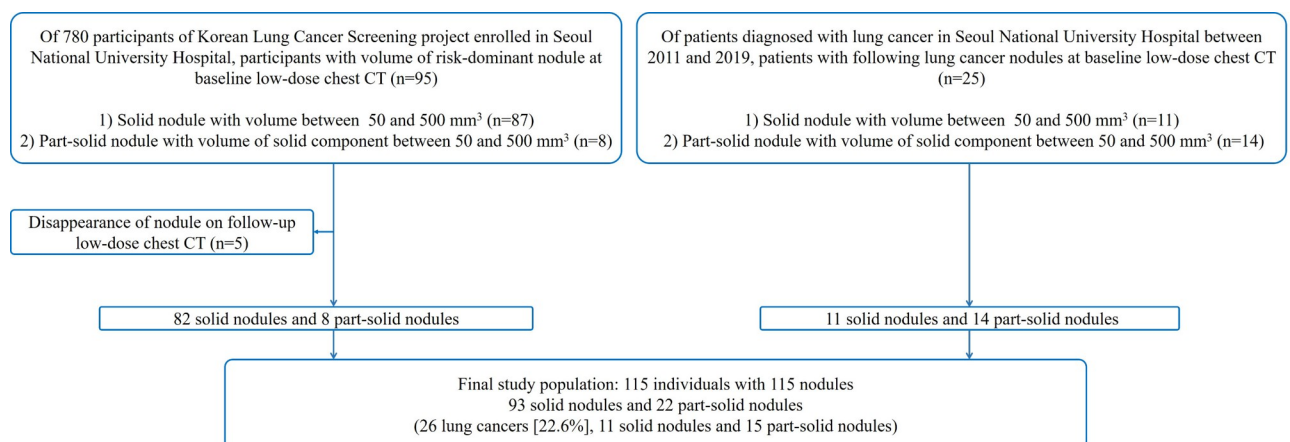 Of 780 participants of Korean Lung Cancer Screening project enrolled in Seoul
National University Hospital, participants with volume of risk-dominant nodule at
baseline low-dose chest CT (n=95)
1) Solid nodule with volume between 50 and 500 mm³ (n=87)
2) Part-solid nodule with volume of solid component between 50 and 500 mm³ (n=8)
Of patients diagnosed with lung cancer in Seoul National University Hospital between
2011 and 2019, patients with following lung cancer nodules at baseline low-dose chest CT
(n=25)
1) Solid nodule with volume between 50 and 500 mm³ (n=11)
2) Part-solid nodule with volume of solid component between 50 and 500 mm³ (n=14)
Disappearance of nodule on follow-up
low-dose chest CT (n=5)
82 solid nodules and 8 part-solid nodules
11 solid nodules and 14 part-solid nodules
Final study population: 115 individuals with 115 nodules
93 solid nodules and 22 part-solid nodules
(26 lung cancers [22.6%], 11 solid nodules and 15 part-solid nodules)